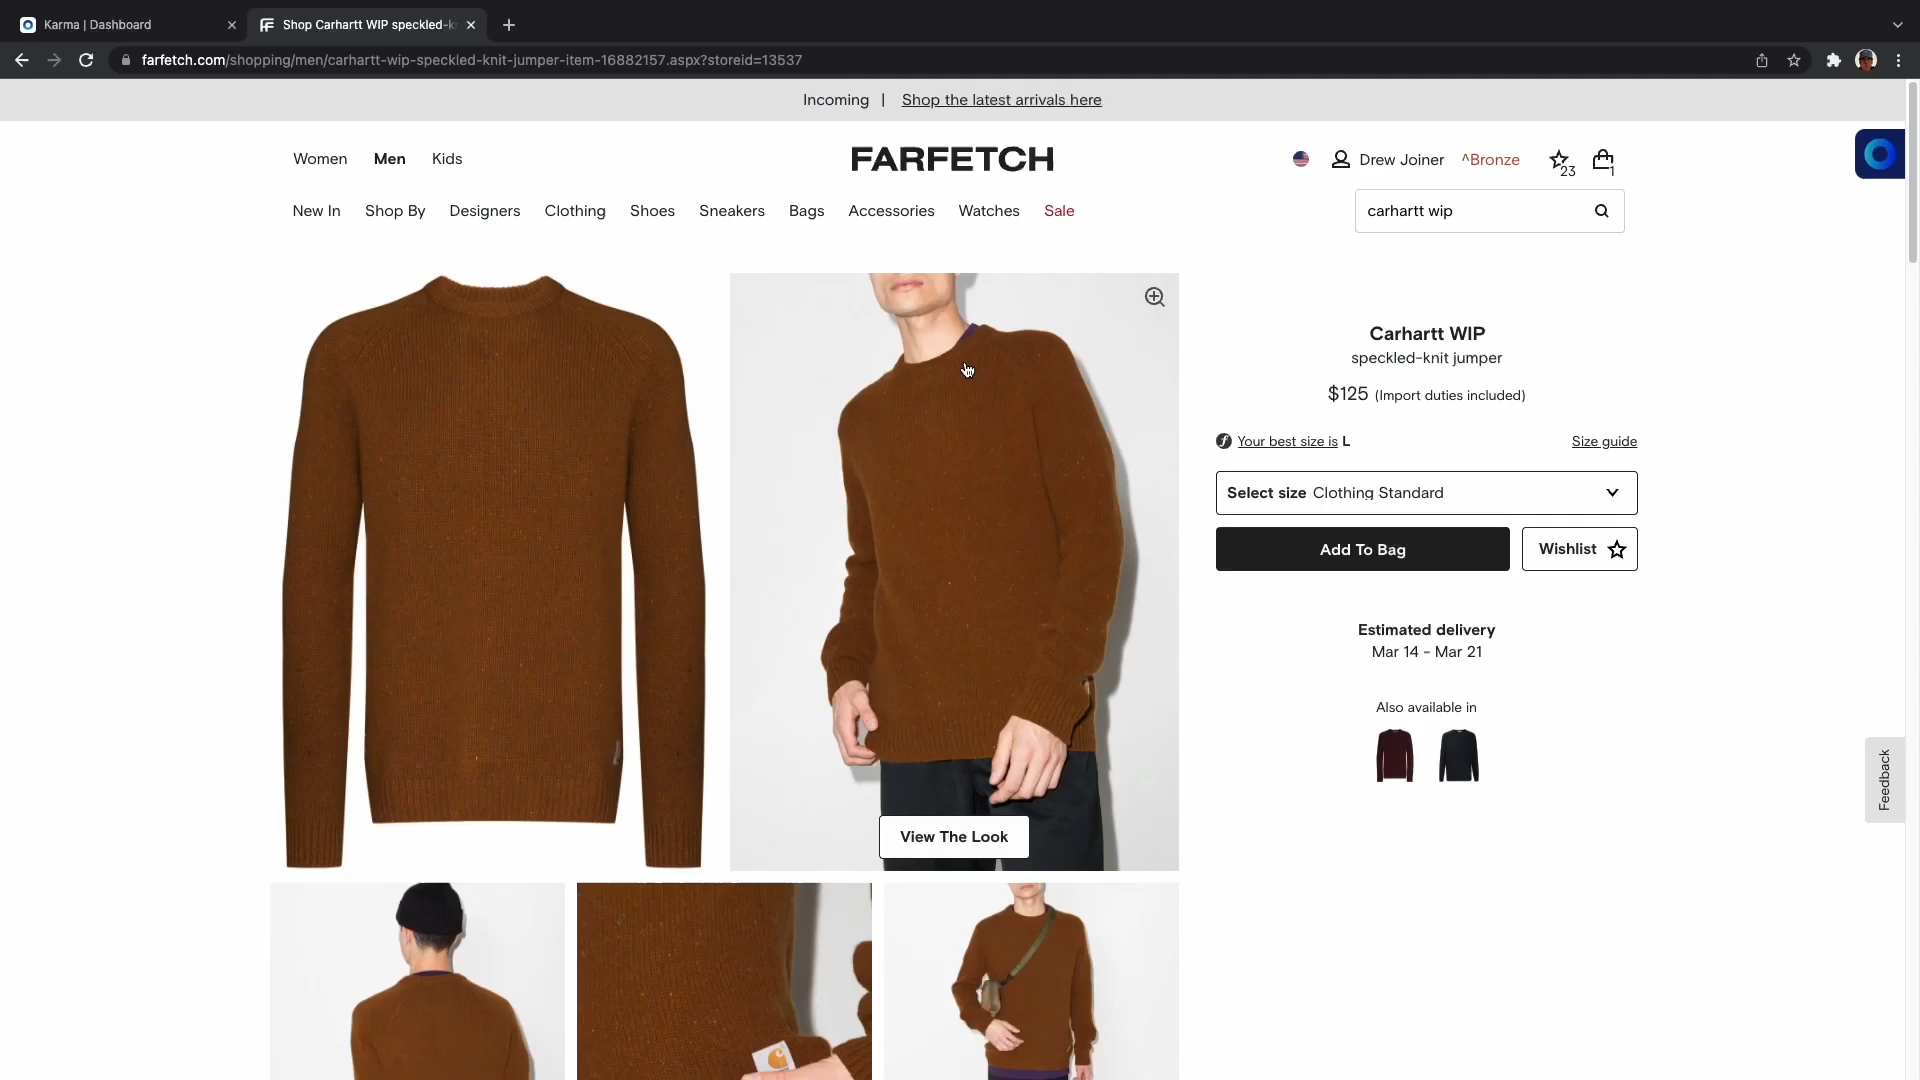 Karma | Dashboard
Shop Carhartt WIP speckled-k
farfetch.com/shopping/men/carhartt-wip-speckled-knit-jumper-item-16882157.aspx?storeid=13537
Incoming | Shop the latest arrivals here
Women Men Kids
FARFETCH
Drew Joiner ^Bronze 23 1
New In Shop By Designers Clothing Shoes Sneakers Bags Accessories Watches Sale
carhartt wip
Carhartt WIP
speckled-knit jumper
$125 (Import duties included)
Your best size is L
Size guide
Select size Clothing Standard
Add To Bag
Wishlist
Estimated delivery
Mar 14 - Mar 21
Also available in
Feedback
View The Look